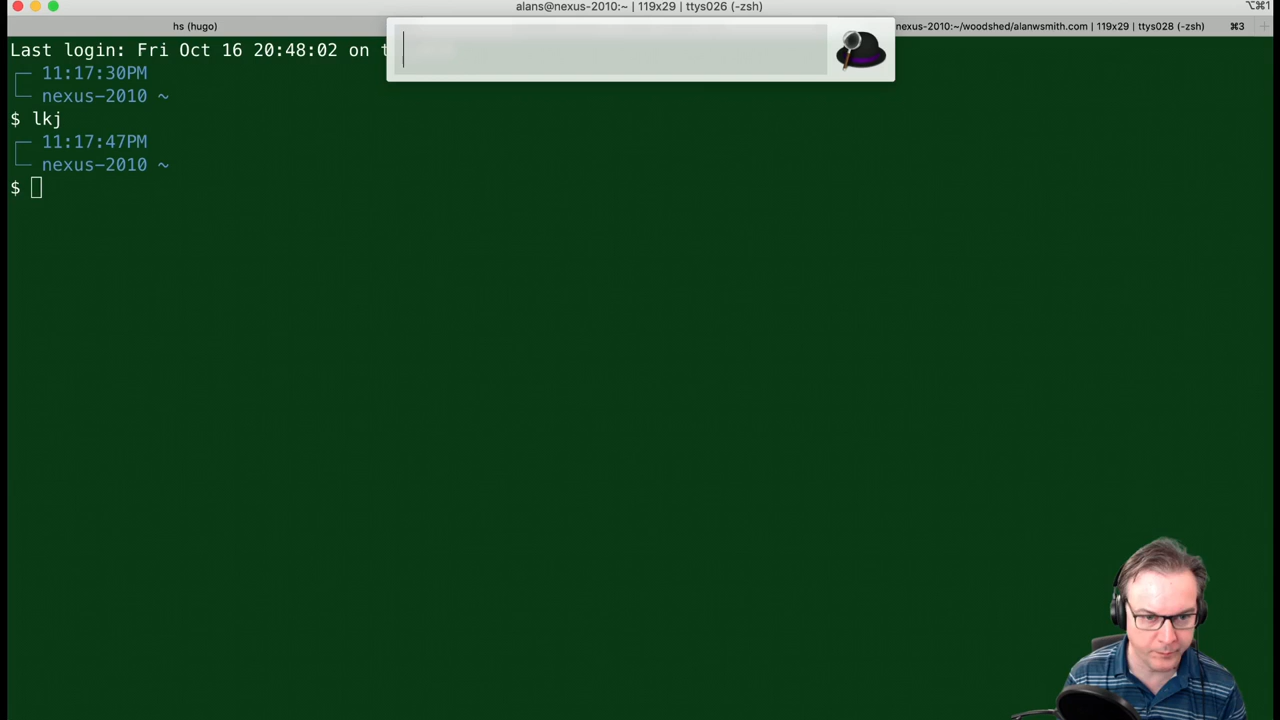 alans@nexus-2010:~ | 119x29 | ttys026 (-zsh)
⌥⌘1
hs (hugo)
nexus-2010:~/woodshed/alanwsmith.com | 119x29 | ttys028 (-zsh)
⌘3
Last login: Fri Oct 16 20:48:02 on
11:17:30PM
nexus-2010 ~
$ lkj
11:17:47PM
nexus-2010 ~
$